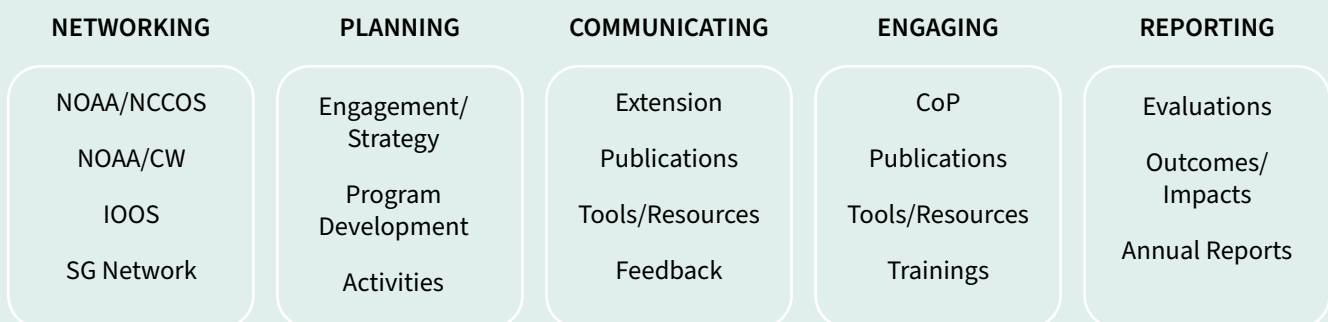 NETWORKING
NOAA/NCCOS
NOAA/CW
IOOS
SG Network
PLANNING
Engagement/
Strategy
Program
Development
Activities
COMMUNICATING
Extension
Publications
Tools/Resources
Feedback
ENGAGING
CoP
Publications
Tools/Resources
Trainings
REPORTING
Evaluations
Outcomes/
Impacts
Annual Reports